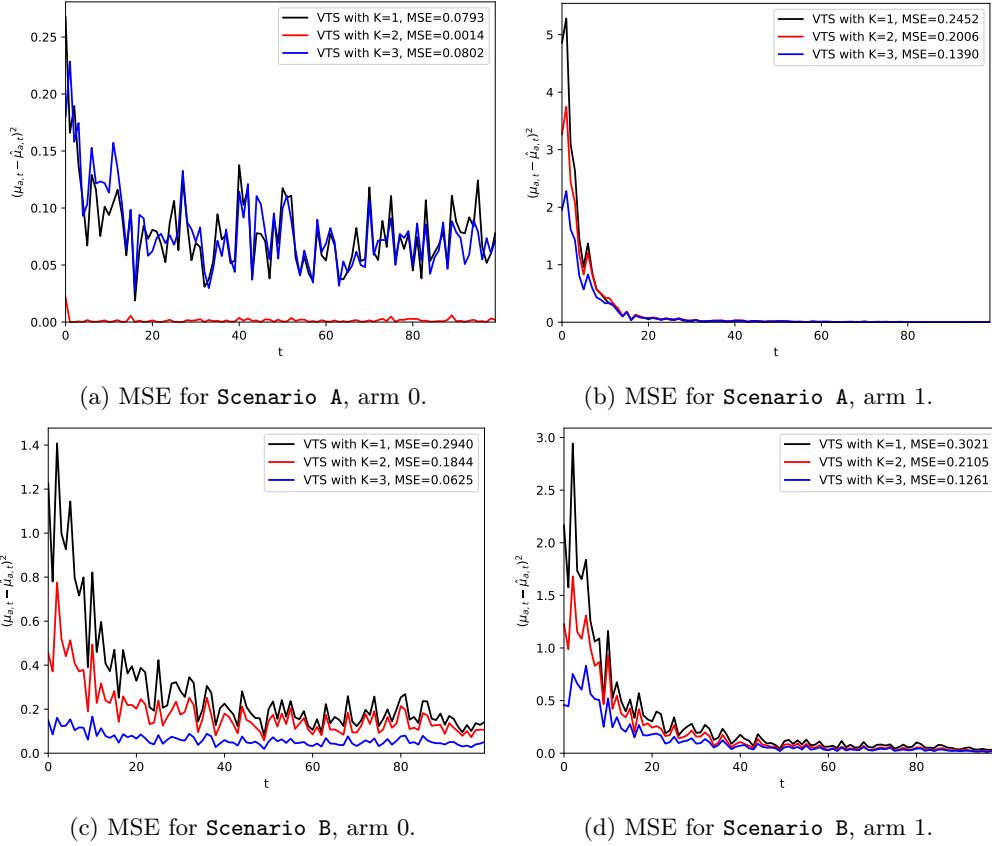 VTS with K=1, MSE=0.0793
VTS with K=2, MSE=0.0014
VTS with K=3, MSE=0.0802
0.25
0.20
0.15
0.10
0.05
0.00
(μ_{a,t} − μ̂_{a,t})²
0 20 40 60 80
t
(a) MSE for Scenario A, arm 0.
VTS with K=1, MSE=0.2452
VTS with K=2, MSE=0.2006
VTS with K=3, MSE=0.1390
5
4
3
2
1
0
(μ_{a,t} − μ̂_{a,t})²
0 20 40 60 80
t
(b) MSE for Scenario A, arm 1.
VTS with K=1, MSE=0.2940
VTS with K=2, MSE=0.1844
VTS with K=3, MSE=0.0625
1.4
1.2
1.0
0.8
0.6
0.4
0.2
0.0
(μ_{a,t} − μ̂_{a,t})²
0 20 40 60 80
t
(c) MSE for Scenario B, arm 0.
VTS with K=1, MSE=0.3021
VTS with K=2, MSE=0.2105
VTS with K=3, MSE=0.1261
3.0
2.5
2.0
1.5
1.0
0.5
0.0
(μ_{a,t} − μ̂_{a,t})²
0 20 40 60 80
t
(d) MSE for Scenario B, arm 1.